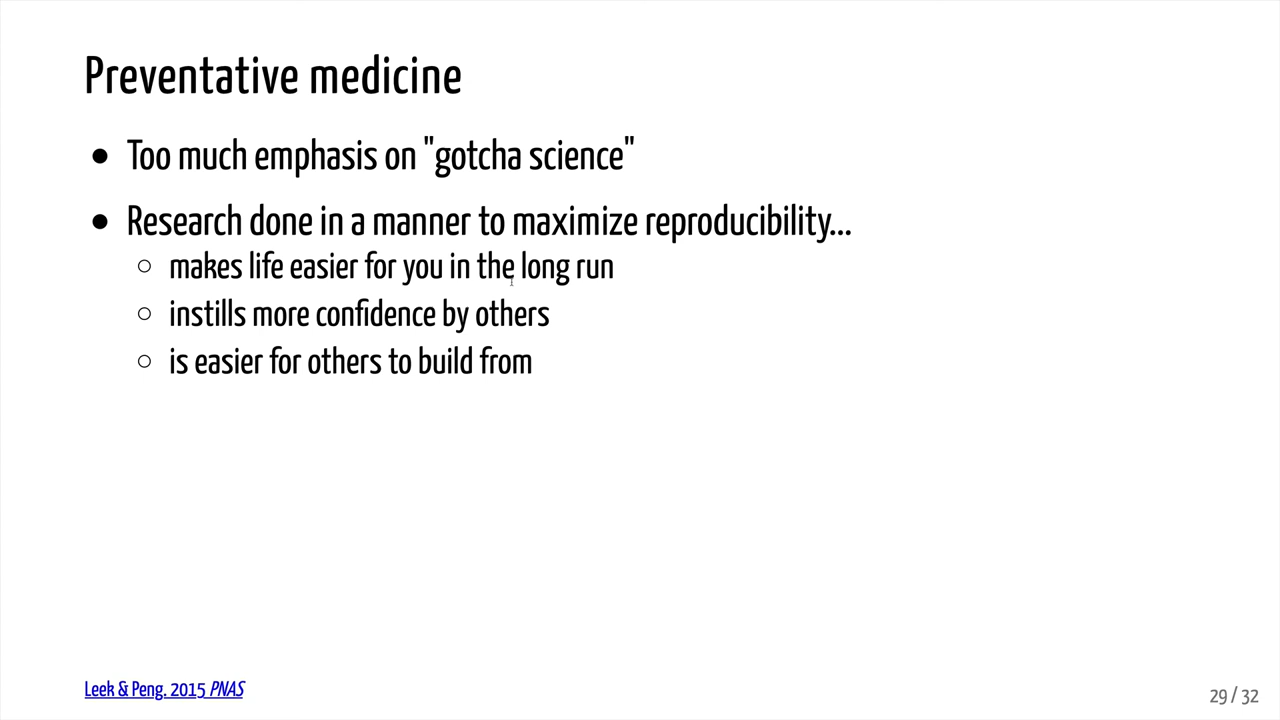 Preventative medicine
Too much emphasis on "gotcha science"
Research done in a manner to maximize reproducibility...
makes life easier for you in the long run
instills more confidence by others
is easier for others to build from
Leek & Peng. 2015 PNAS
29 / 32